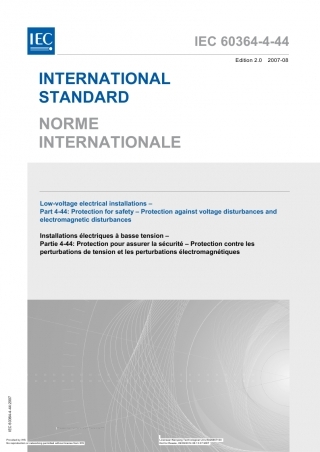 IEC
IEC 60364-4-44
Edition 2.0 2007-08
INTERNATIONAL
STANDARD
NORME
INTERNATIONALE
Low-voltage electrical installations –
Part 4-44: Protection for safety – Protection against voltage disturbances and
electromagnetic disturbances
Installations électriques à basse tension –
Partie 4-44: Protection pour assurer la sécurité – Protection contre les
perturbations de tension et les perturbations électromagnétiques
IEC 60364-4-44:2007